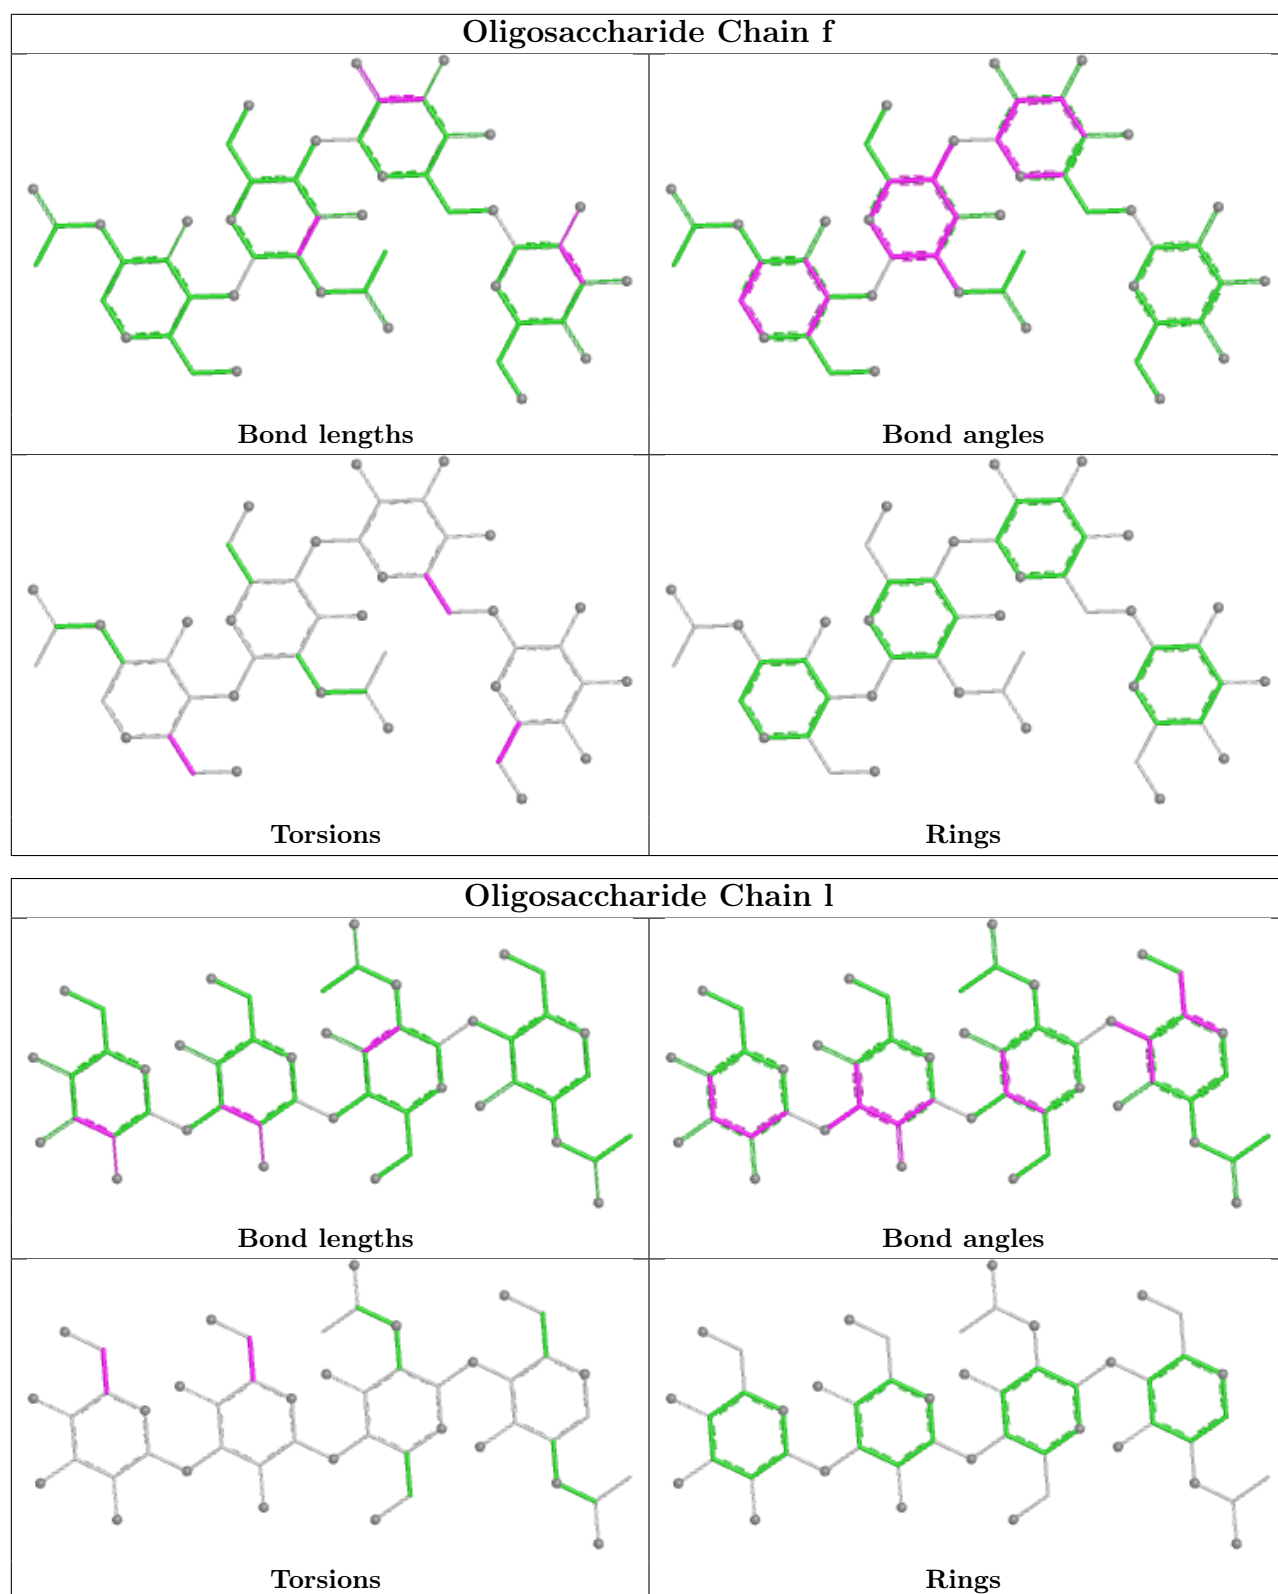 Oligosaccharide Chain f
Bond lengths
Bond angles
Torsions
Rings
Oligosaccharide Chain l
Bond lengths
Bond angles
Torsions
Rings